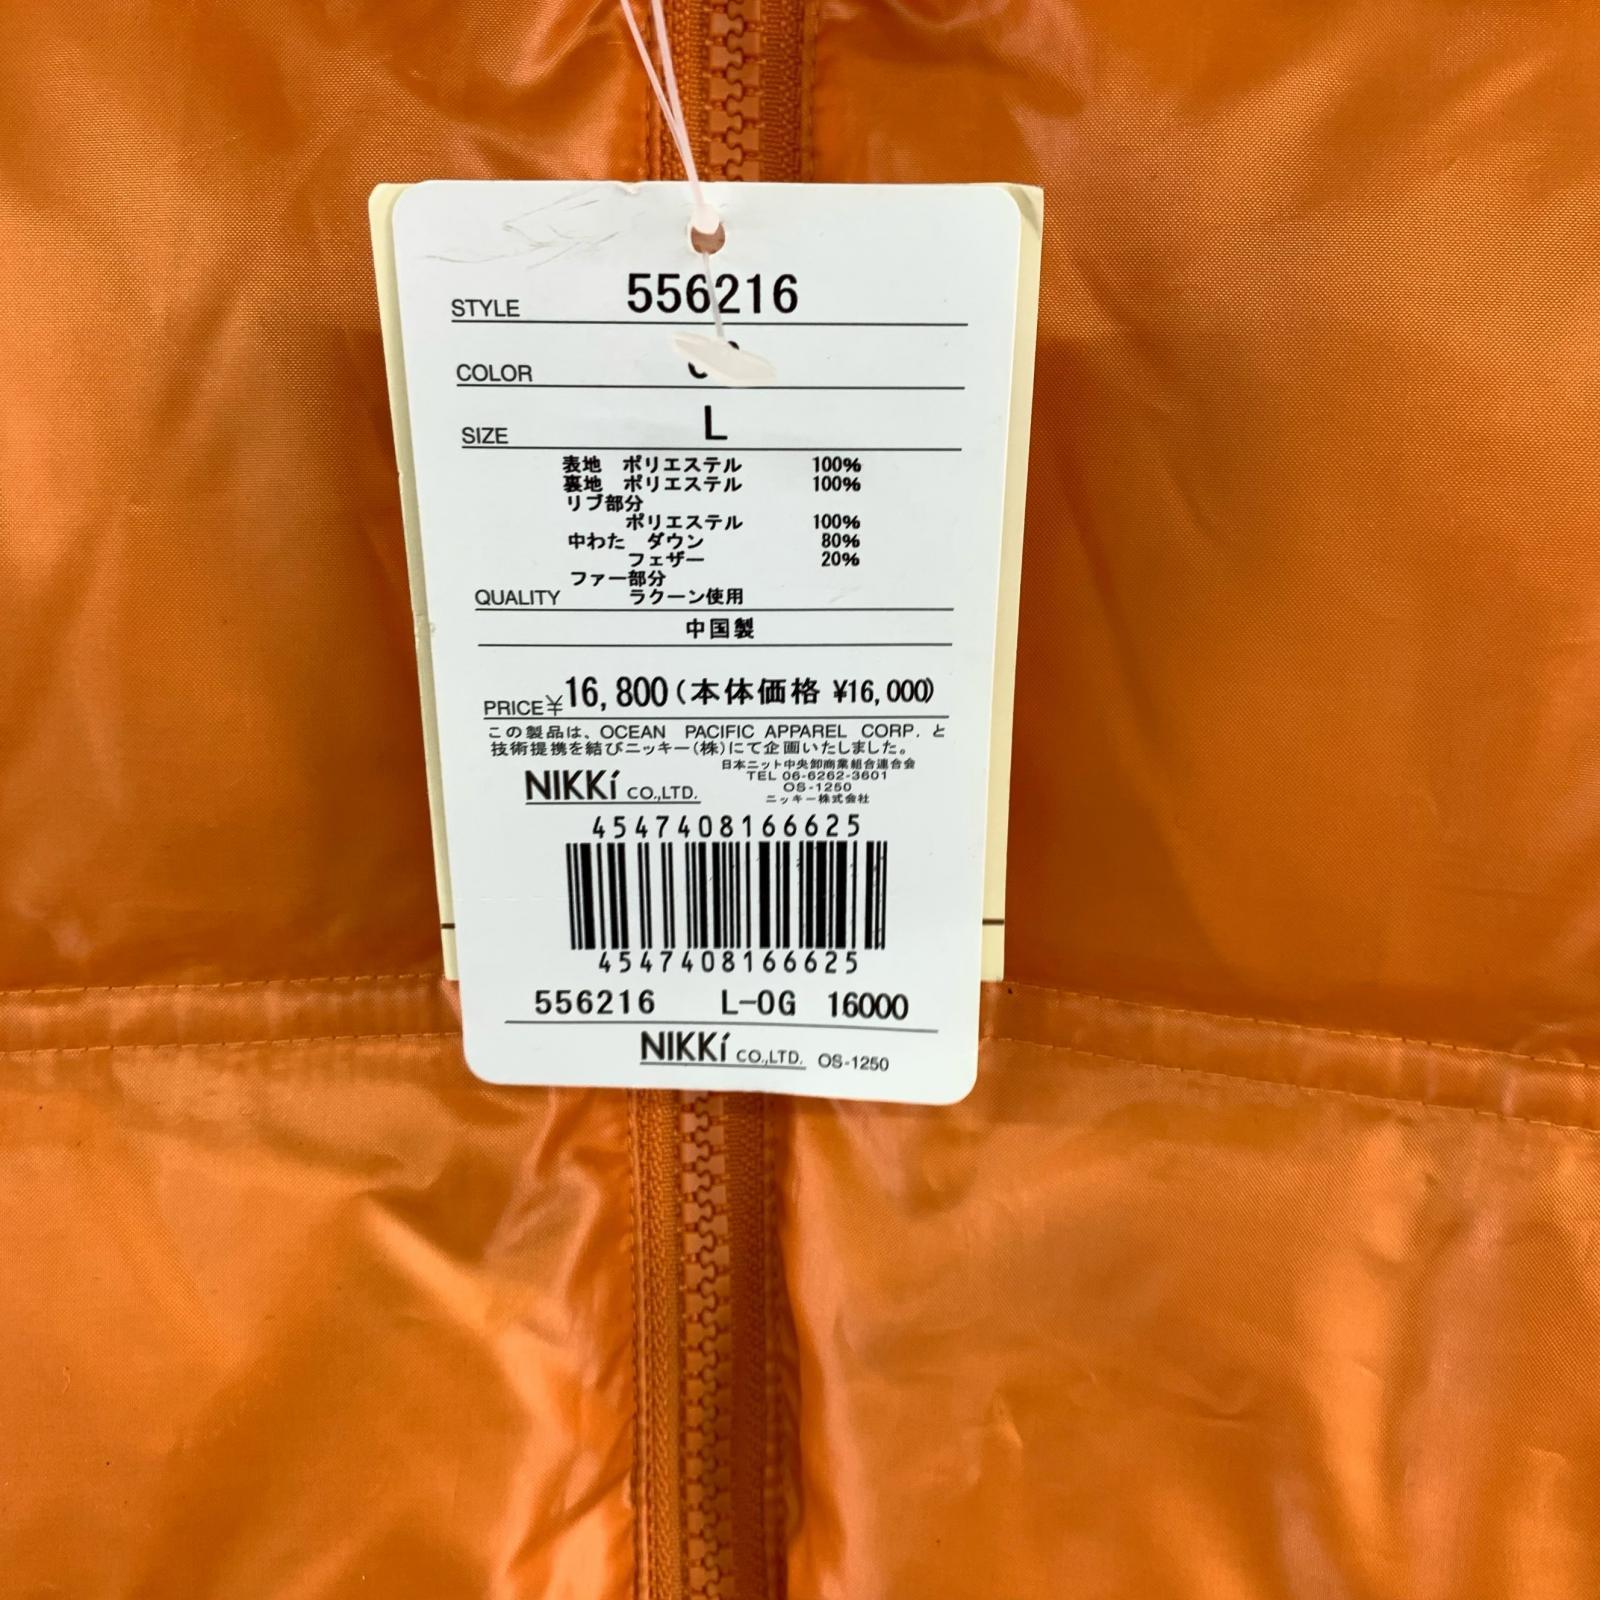 STYLE 556216
COLOR
SIZE L
表地 ポリエステル 100%
裏地 ポリエステル 100%
リブ部分
ポリエステル 100%
中わた ダウン 80%
フェザー 20%
ファー部分
QUALITY ラクーン使用
中国製
PRICE¥ 16,800(本体価格 ¥16,000)
この製品は、OCEAN PACIFIC APPAREL CORP. と
技術提携を結びニッキー(株)にて企画いたしました。
日本ニット中央卸商業組合連合会
TEL 06-6262-3601
OS-1250
ニッキー株式会社
NIKKi CO.,LTD.
4547408166625
4547408166625
556216 L-OG 16000
NIKKi CO.,LTD. OS-1250